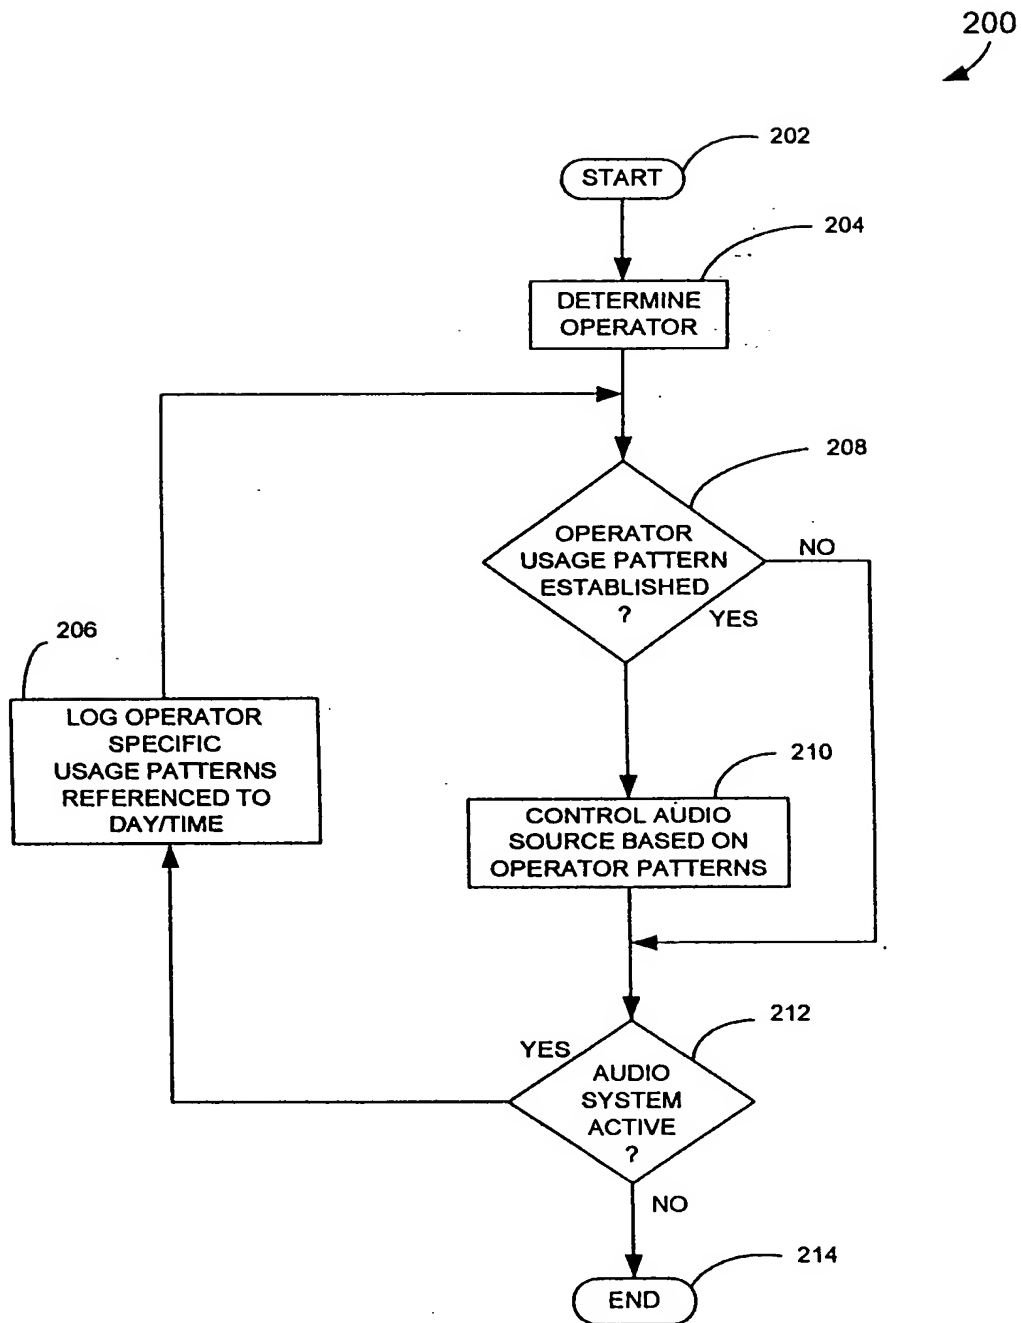 200
202
START
204
DETERMINE
OPERATOR
208
OPERATOR
USAGE PATTERN
ESTABLISHED
?
NO
YES
206
LOG OPERATOR
SPECIFIC
USAGE PATTERNS
REFERENCED TO
DAY/TIME
210
CONTROL AUDIO
SOURCE BASED ON
OPERATOR PATTERNS
212
YES
AUDIO
SYSTEM
ACTIVE
?
NO
214
END